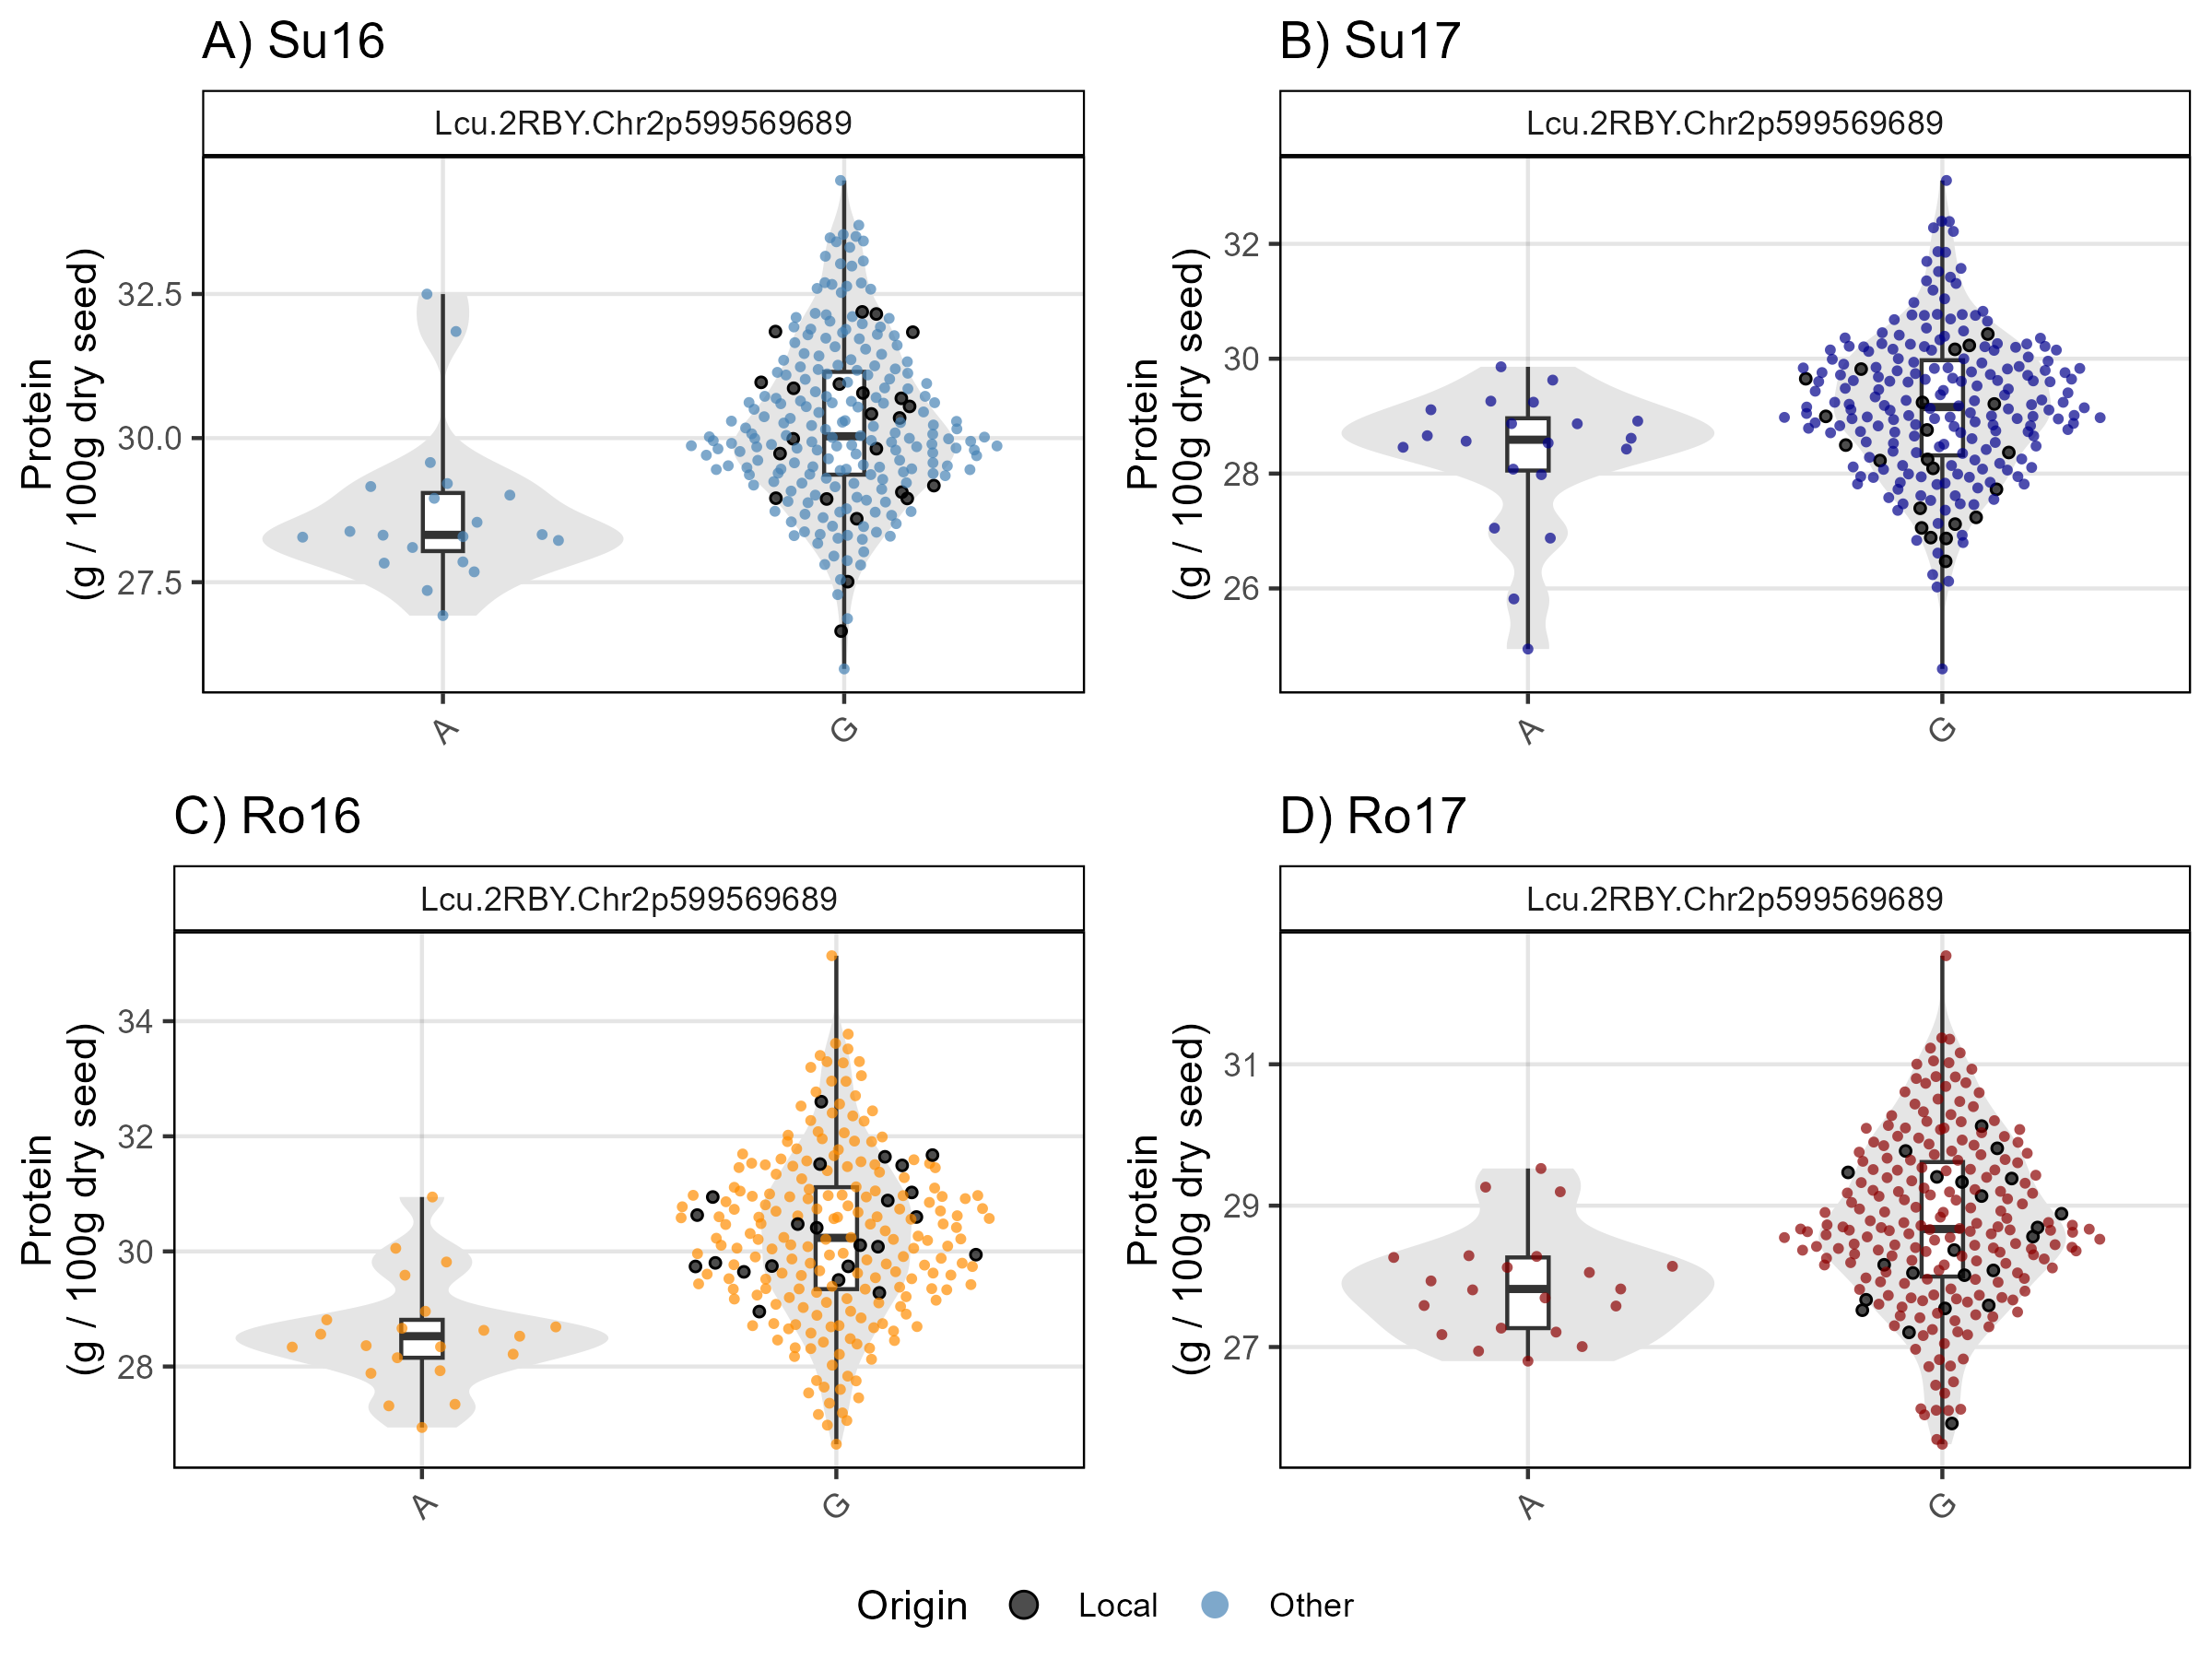 A) Su16
Lcu.2RBY.Chr2p599569689
Protein
(g / 100g dry seed)
32.5
30.0
27.5
A
G
B) Su17
Lcu.2RBY.Chr2p599569689
Protein
(g / 100g dry seed)
32
30
28
26
A
G
C) Ro16
Lcu.2RBY.Chr2p599569689
Protein
(g / 100g dry seed)
34
32
30
28
A
G
D) Ro17
Lcu.2RBY.Chr2p599569689
Protein
(g / 100g dry seed)
31
29
27
A
G
Origin Local Other